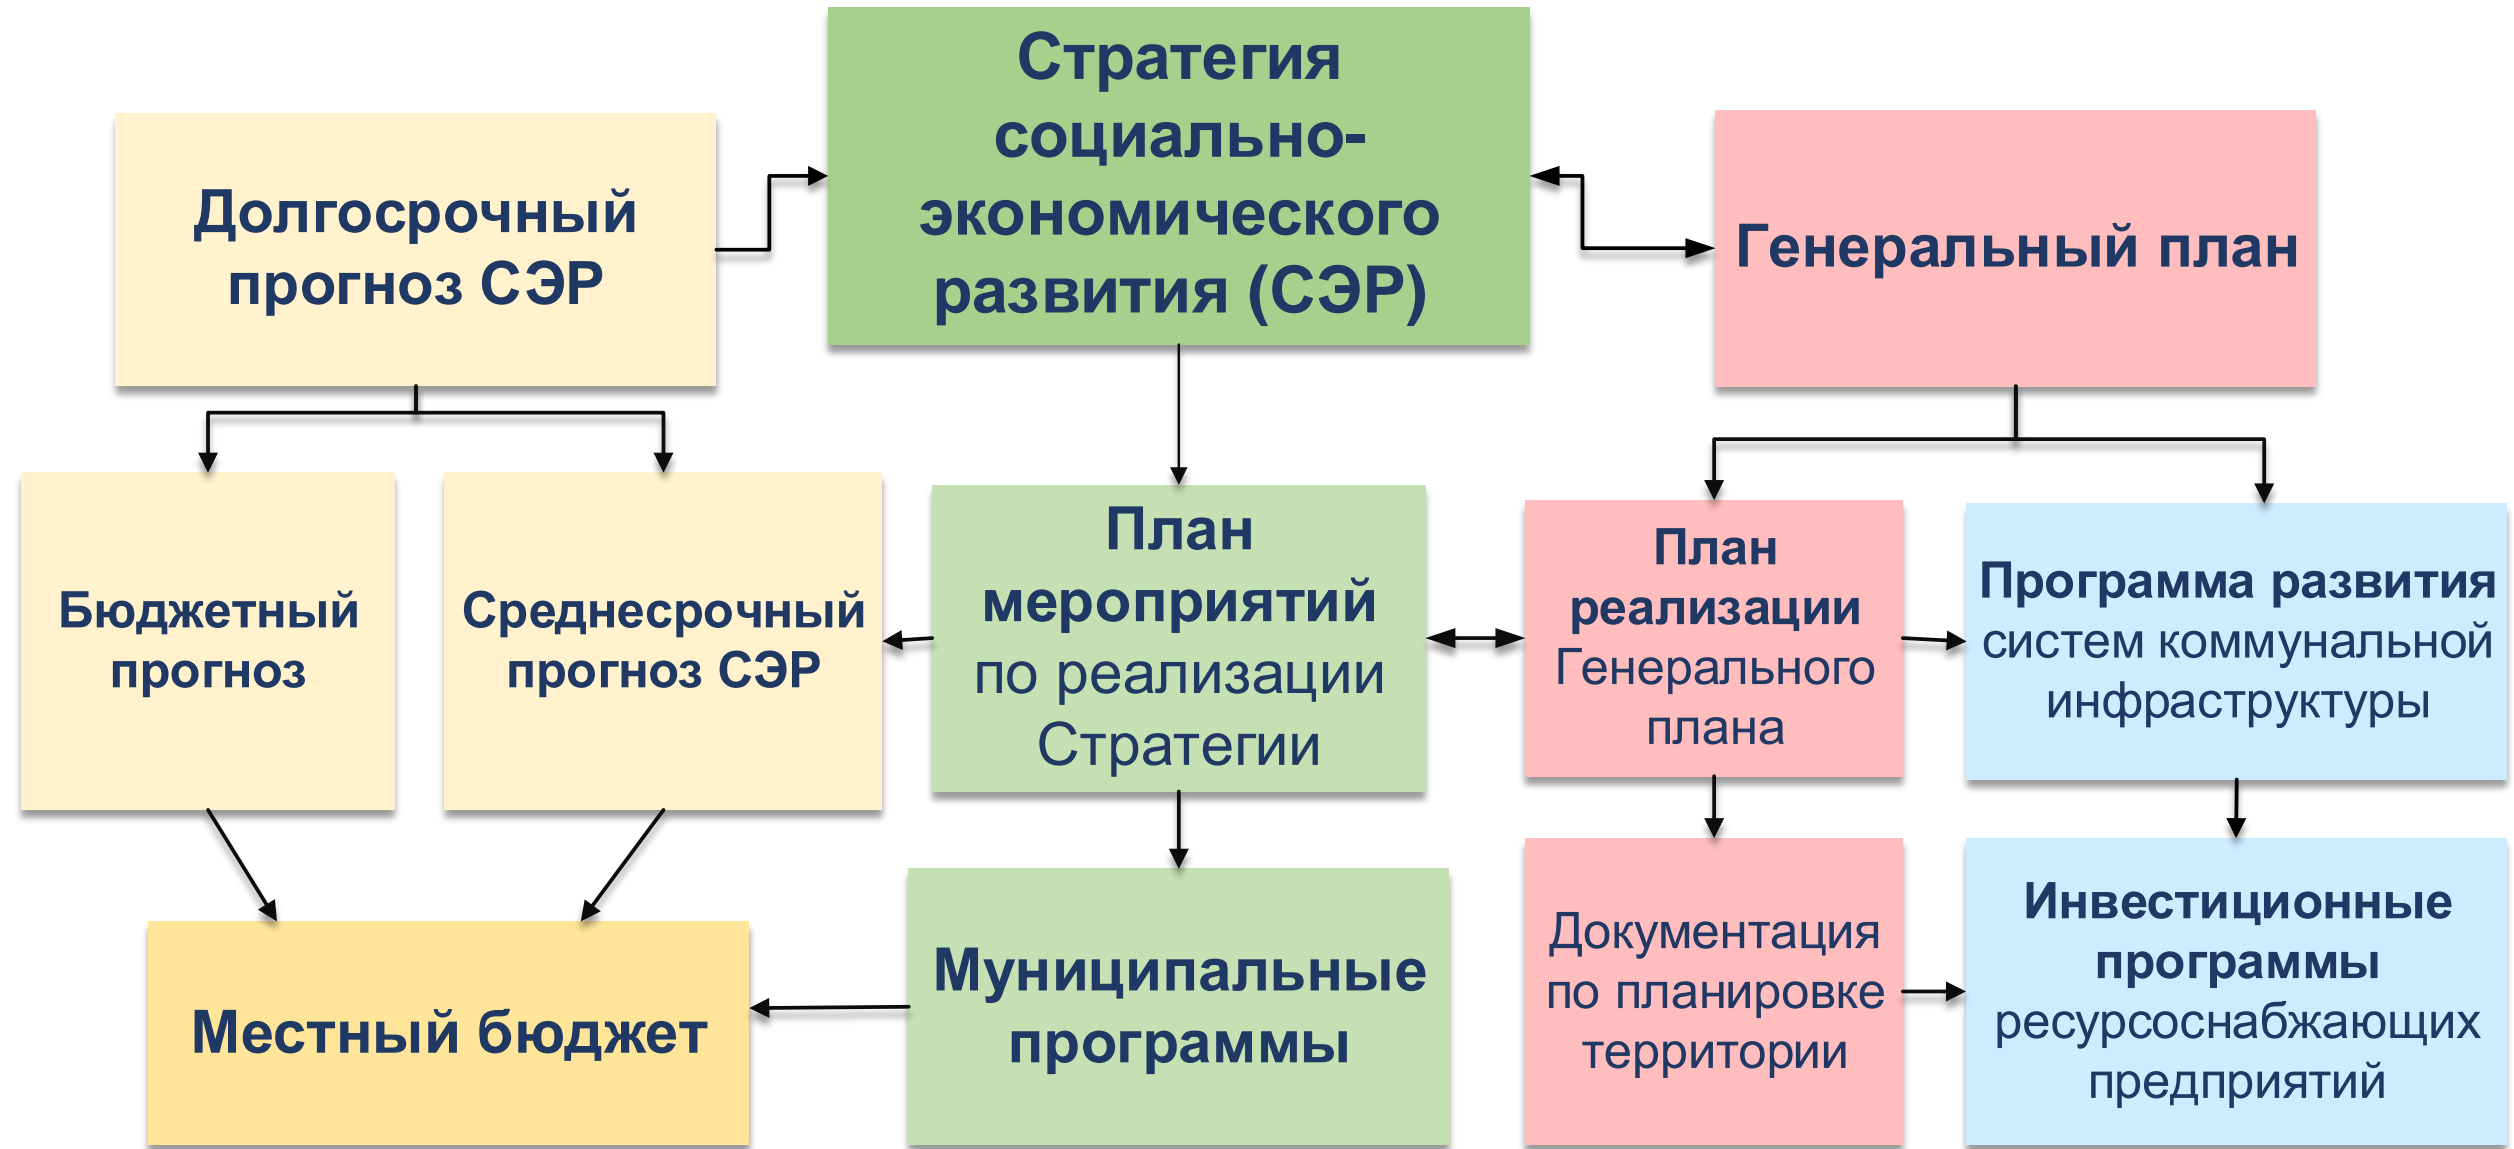 Стратегия
социально-
экономического
развития (СЭР)
Долгосрочный
прогноз СЭР
Генеральный план
Бюджетный
прогноз
Среднесрочный
прогноз СЭР
План
мероприятий
по реализации
Стратегии
План
реализации
Генерального
плана
Программа развития
систем коммунальной
инфраструктуры
Местный бюджет
Муниципальные
программы
Документация
по планировке
территории
Инвестиционные
программы
ресурсоснабжающих
предприятий